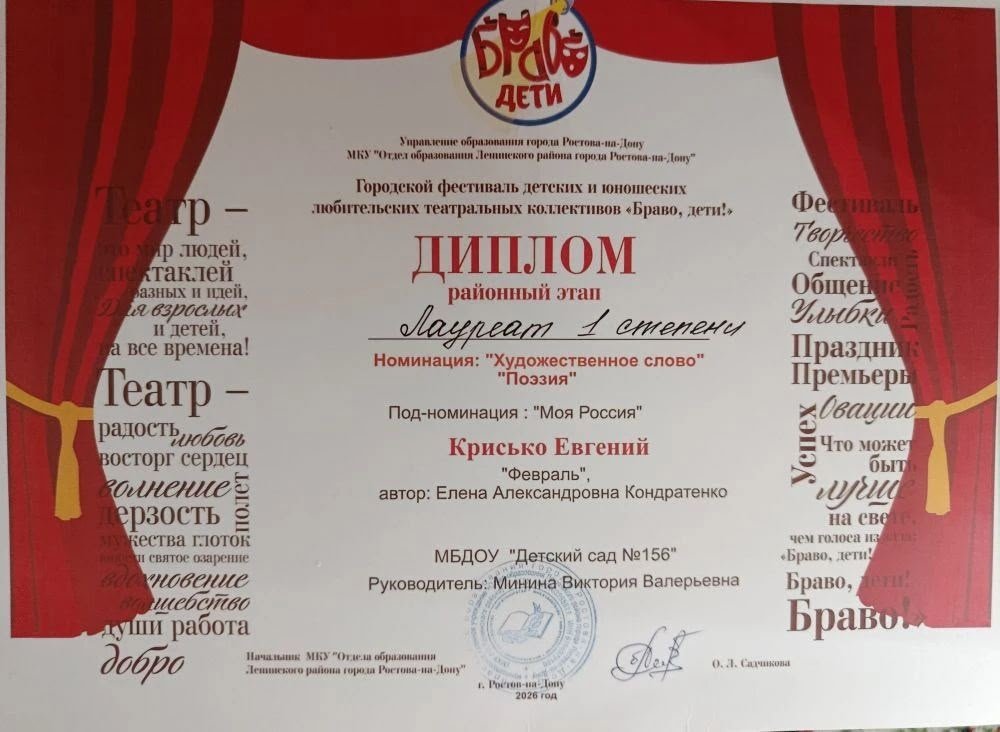 БРАВО
ДЕТИ
Управление образования города Ростова-на-Дону
МКУ "Отдел образования Ленинского района города Ростова-на-Дону"
Городской фестиваль детских и юношеских
любительских театральных коллективов «Браво, дети!»
ДИПЛОМ
районный этап
Лауреат 1 степени
Номинация: "Художественное слово"
"Поэзия"
Под-номинация : "Моя Россия"
Крисько Евгений
"Февраль",
автор: Елена Александровна Кондратенко
МБДОУ "Детский сад №156"
Руководитель: Минина Виктория Валерьевна
Начальник МКУ "Отдела образования
Ленинского района города Ростова-на-Дону"
О. Л. Садчикова
г. Ростов-на-Дону
2026 год
Театр –
это мир людей,
спектаклей
разных и идей,
Для взрослых
и детей,
на все времена!
Театр –
радость
любовь
восторг сердец
волнение
полет
дерзость
мужества глоток
и святое озарение
вдохновение
волшебство
души работа
добро
Фестиваль
Творчество
Спектакли
Радость
Общение
Улыбки
Праздник
Премьеры
Овации
Успех
Что может
быть
лучше
на свете,
чем голоса из зала:
«Браво, дети!
Браво, дети!
Браво!»